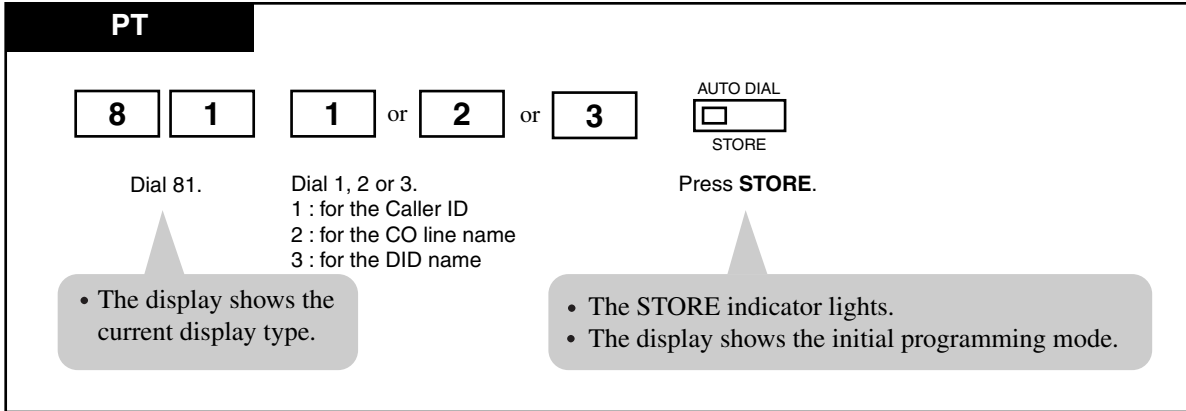 PT
8 1 1 or 2 or 3
AUTO DIAL
STORE
Dial 81.
Dial 1, 2 or 3.
1 : for the Caller ID
2 : for the CO line name
3 : for the DID name
Press STORE.
• The display shows the
current display type.
• The STORE indicator lights.
• The display shows the initial programming mode.